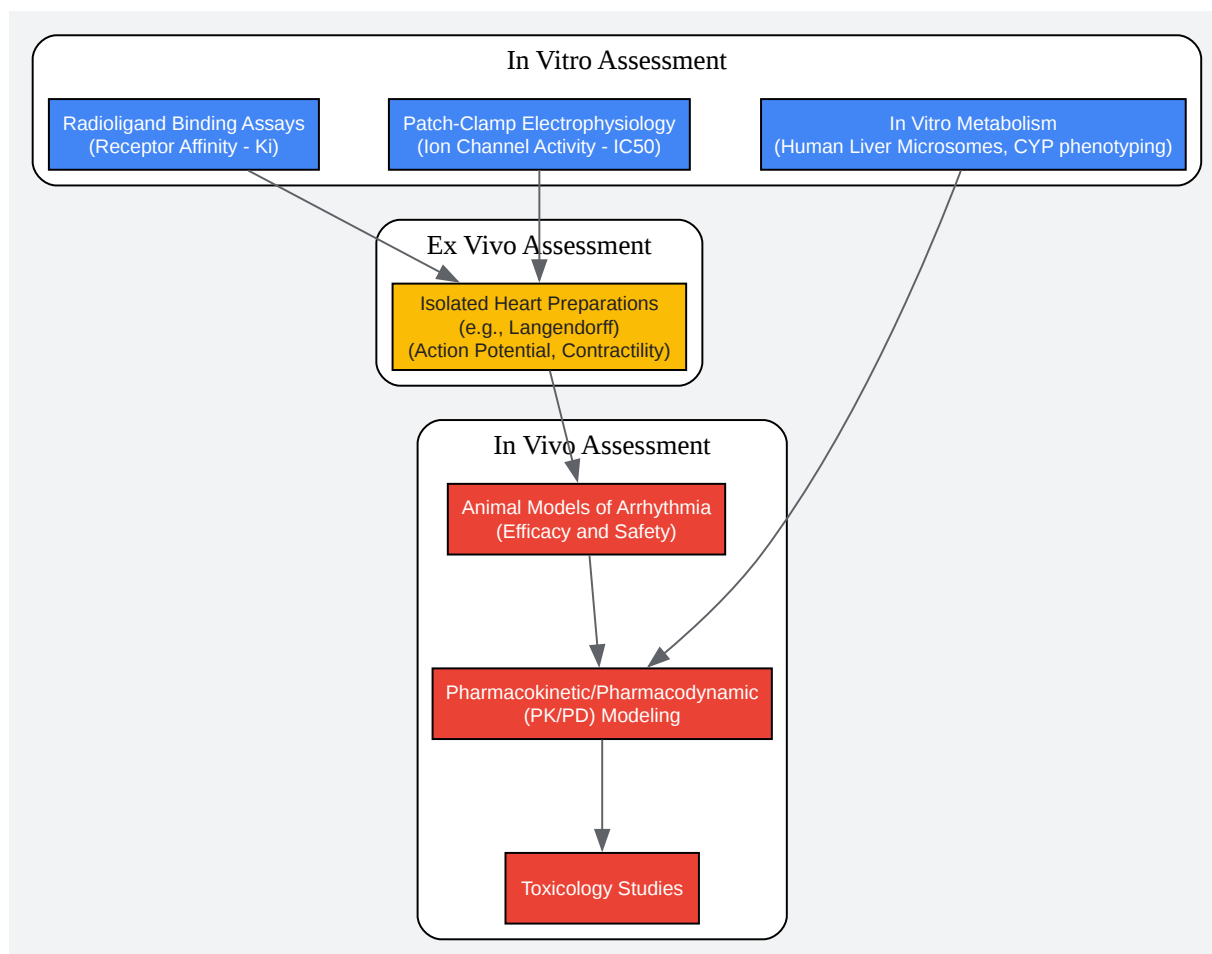 In Vitro Assessment
Radioligand Binding Assays
(Receptor Affinity - Ki)
Patch-Clamp Electrophysiology
(Ion Channel Activity - IC50)
In Vitro Metabolism
(Human Liver Microsomes, CYP phenotyping)
Ex Vivo Assessment
Isolated Heart Preparations
(e.g., Langendorff)
(Action Potential, Contractility)
In Vivo Assessment
Animal Models of Arrhythmia
(Efficacy and Safety)
Pharmacokinetic/Pharmacodynamic
(PK/PD) Modeling
Toxicology Studies